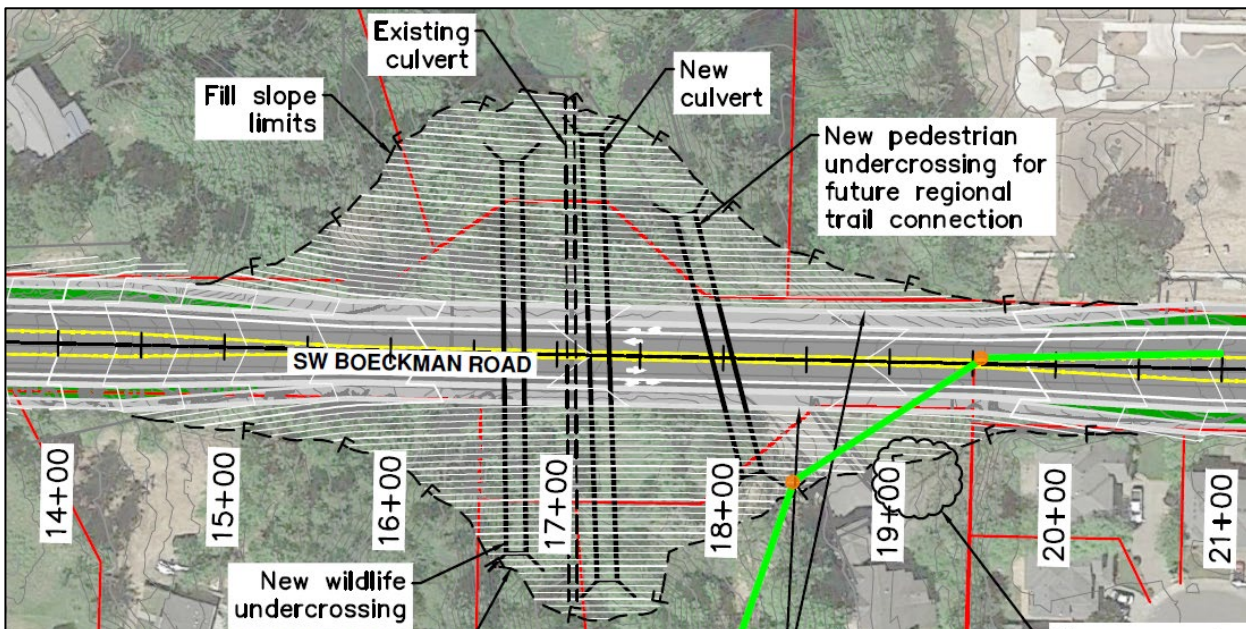 Existing
culvert
New
culvert
Fill slope
limits
New pedestrian
undercrossing for
future regional
trail connection
F
F
F
F
F
F
F
F
SW BOECKMAN ROAD
14+00
15+00
16+00
17+00
18+00
19+00
20+00
21+00
F
F
F
F
F
F
New wildlife
undercrossing